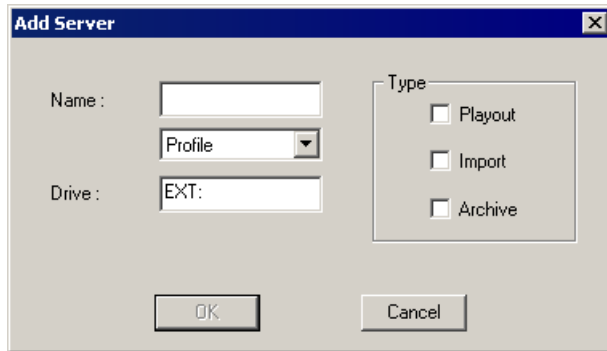 Add Server
Name :
Profile
Drive :
EXT:
Type
Playout
Import
Archive
OK
Cancel